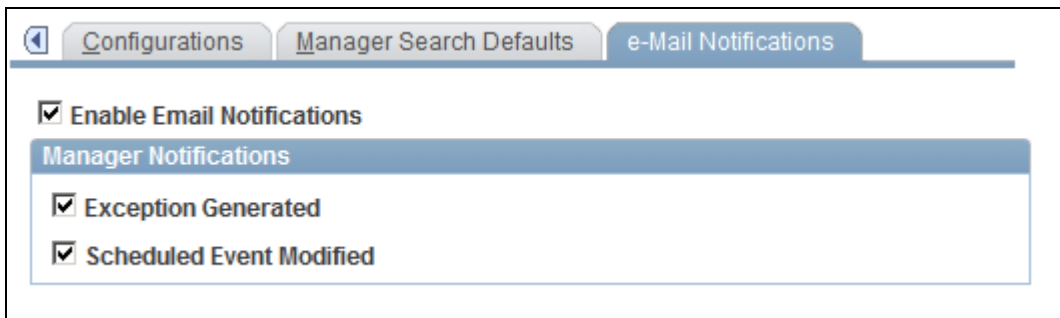 Configurations Manager Search Defaults e-Mail Notifications
Enable Email Notifications
Manager Notifications
Exception Generated
Scheduled Event Modified